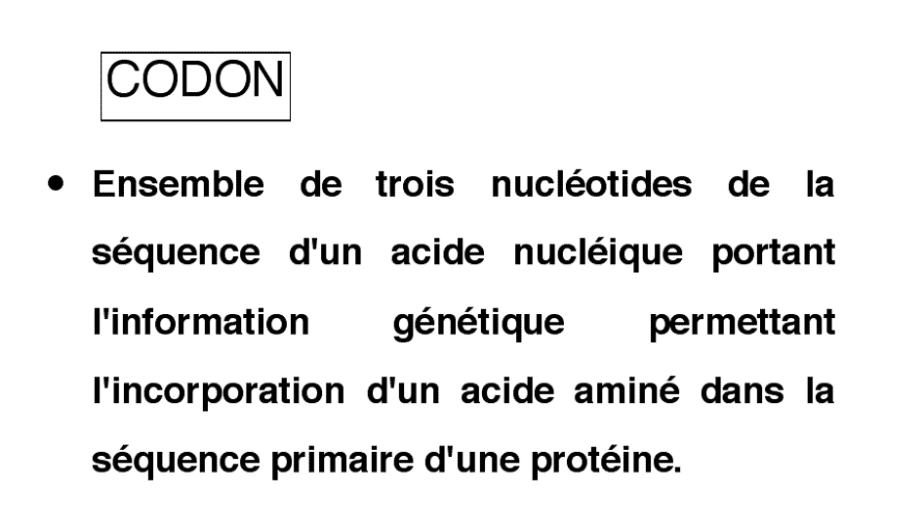 CODON
• Ensemble de trois nucléotides de la
séquence d'un acide nucléique portant
l'information génétique permettant
l'incorporation d'un acide aminé dans la
séquence primaire d'une protéine.